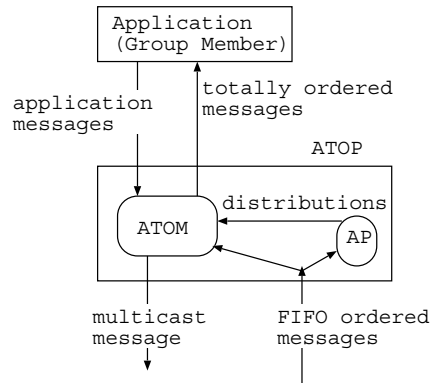 Application
(Group Member)
application
messages
totally ordered
messages
ATOP
distributions
ATOM
AP
multicast
message
FIFO ordered
messages